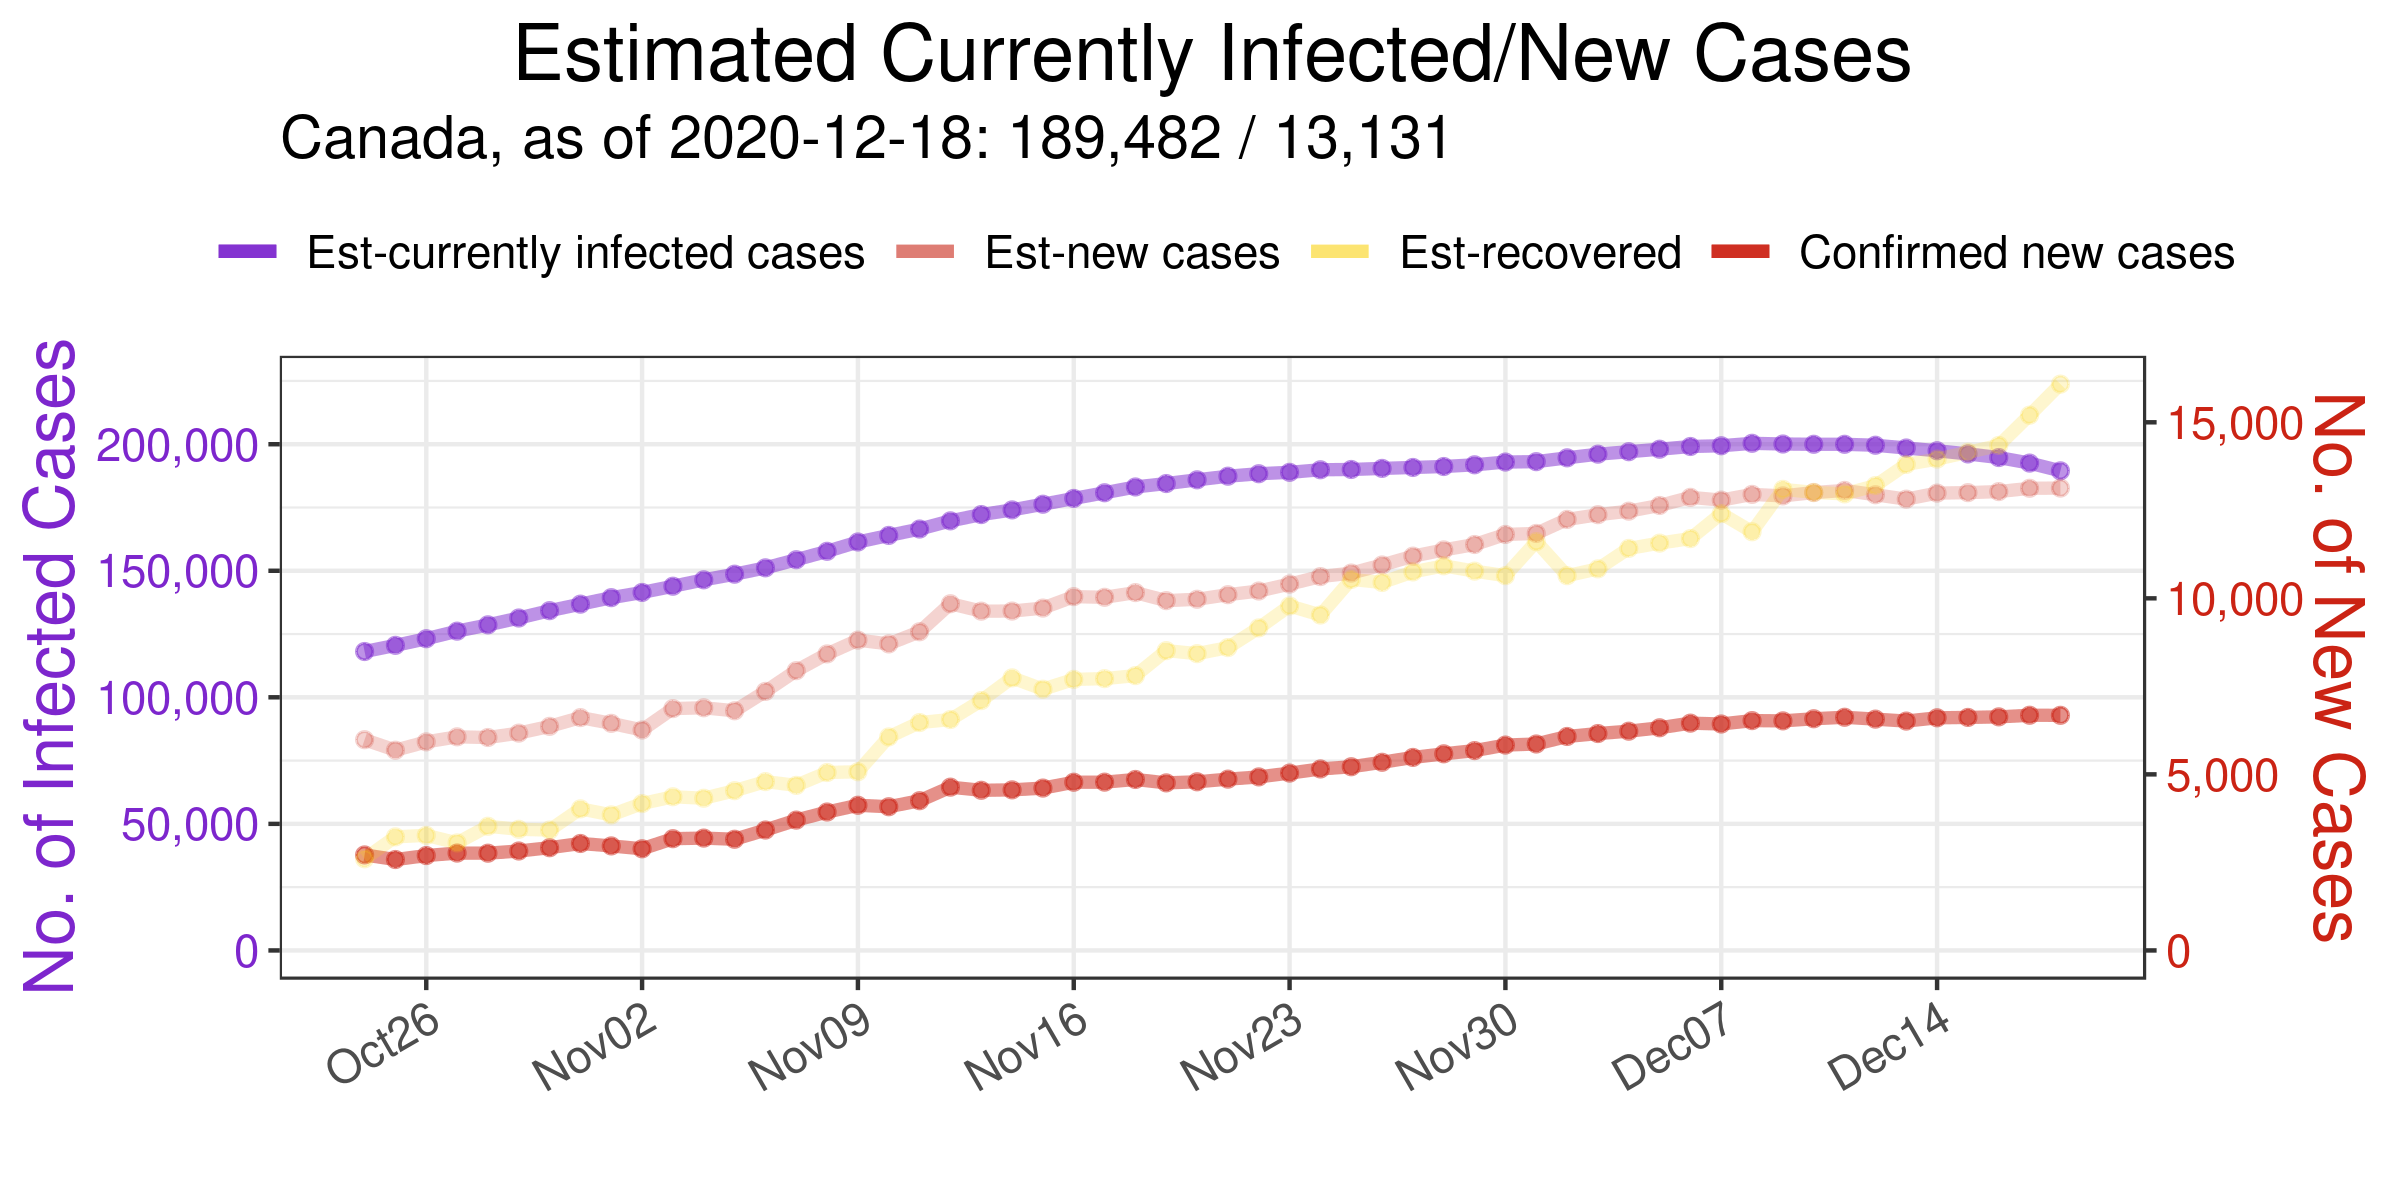 Estimated Currently Infected/New Cases
Canada, as of 2020-12-18: 189,482 / 13,131
Est-currently infected cases Est-new cases Est-recovered Confirmed new cases
No. of Infected Cases
200,000
150,000
100,000
50,000
0
15,000
10,000
5,000
0
No. of New Cases
Oct26 Nov02 Nov09 Nov16 Nov23 Nov30 Dec07 Dec14